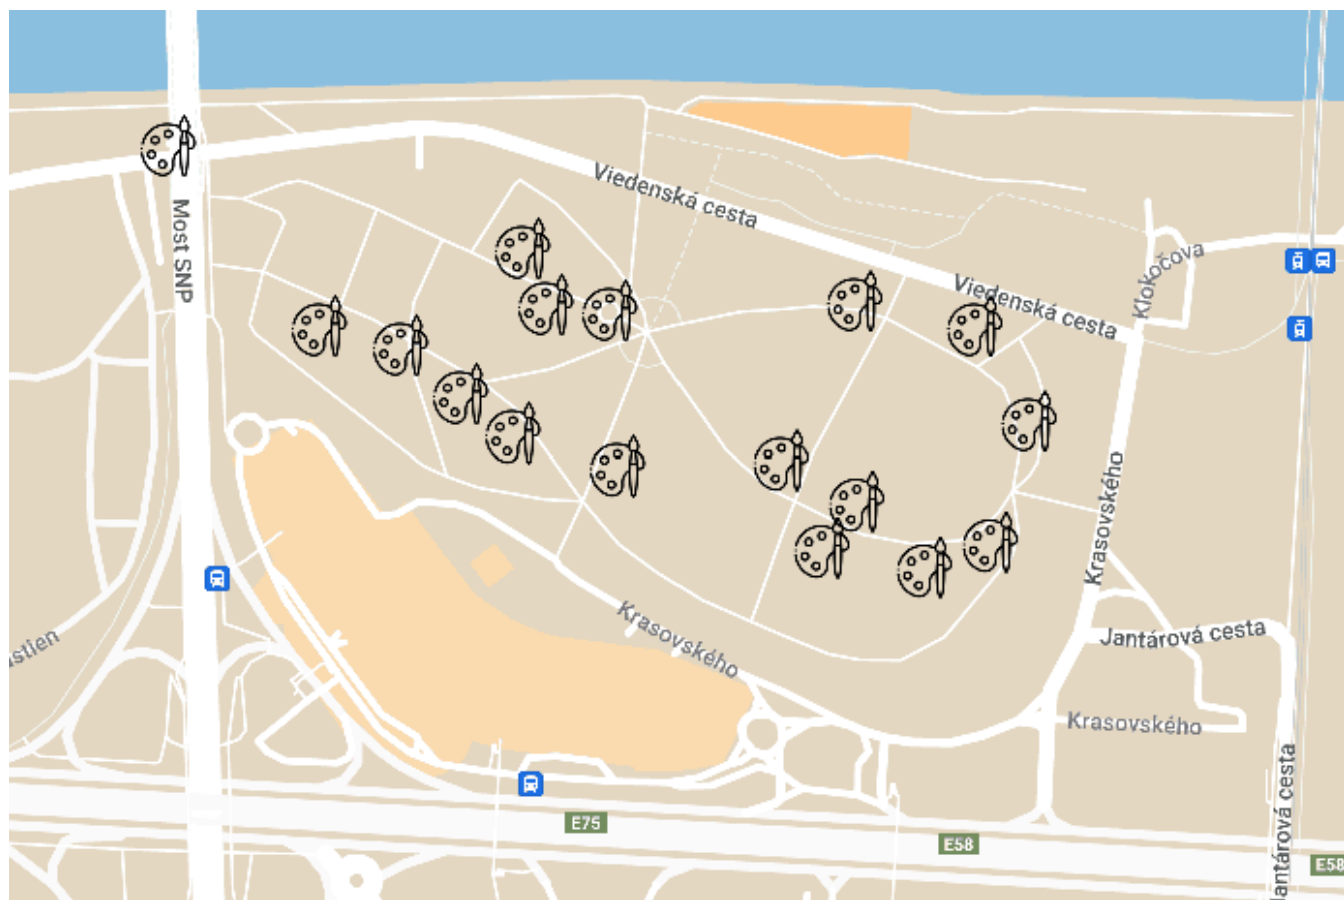 Viedenská cesta
Most SNP
Klokočova
Viedenská cesta
Krasovského
Krasovského
Jantárová cesta
Krasovského
Jantárová cesta
E75
E58
E58